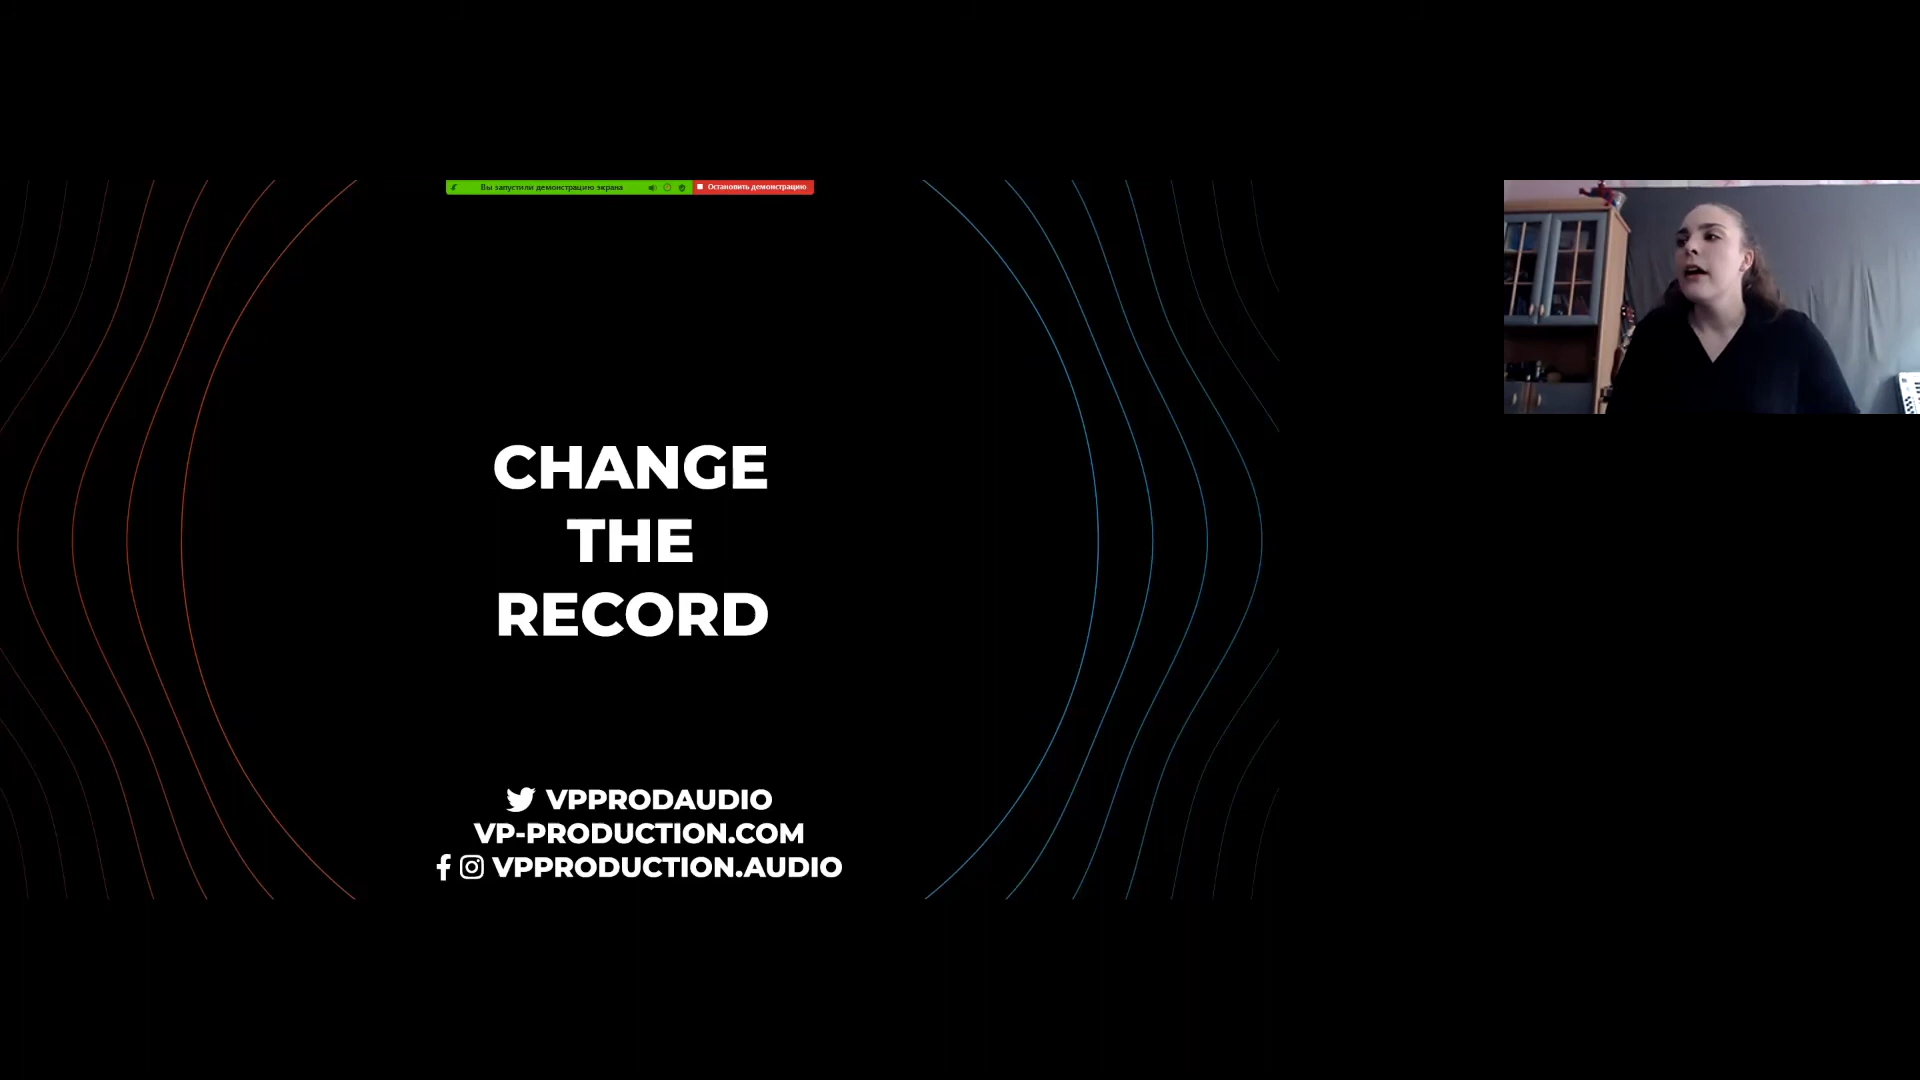 Вы запустили демонстрацию экрана
Остановить демонстрацию
CHANGE
THE
RECORD
VPPRODAUDIO
VP-PRODUCTION.COM
VPPRODUCTION.AUDIO